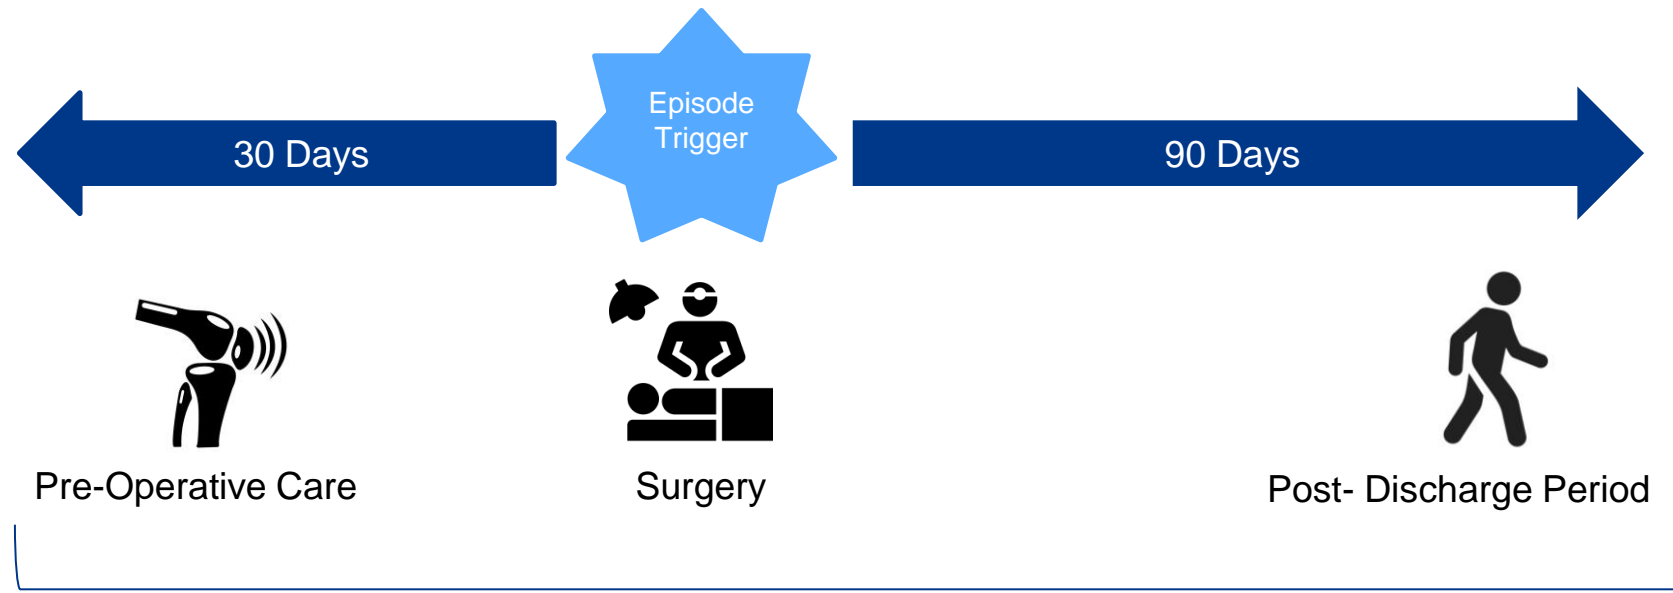 Episode
Trigger
30 Days
90 Days
Pre-Operative Care
Surgery
Post- Discharge Period